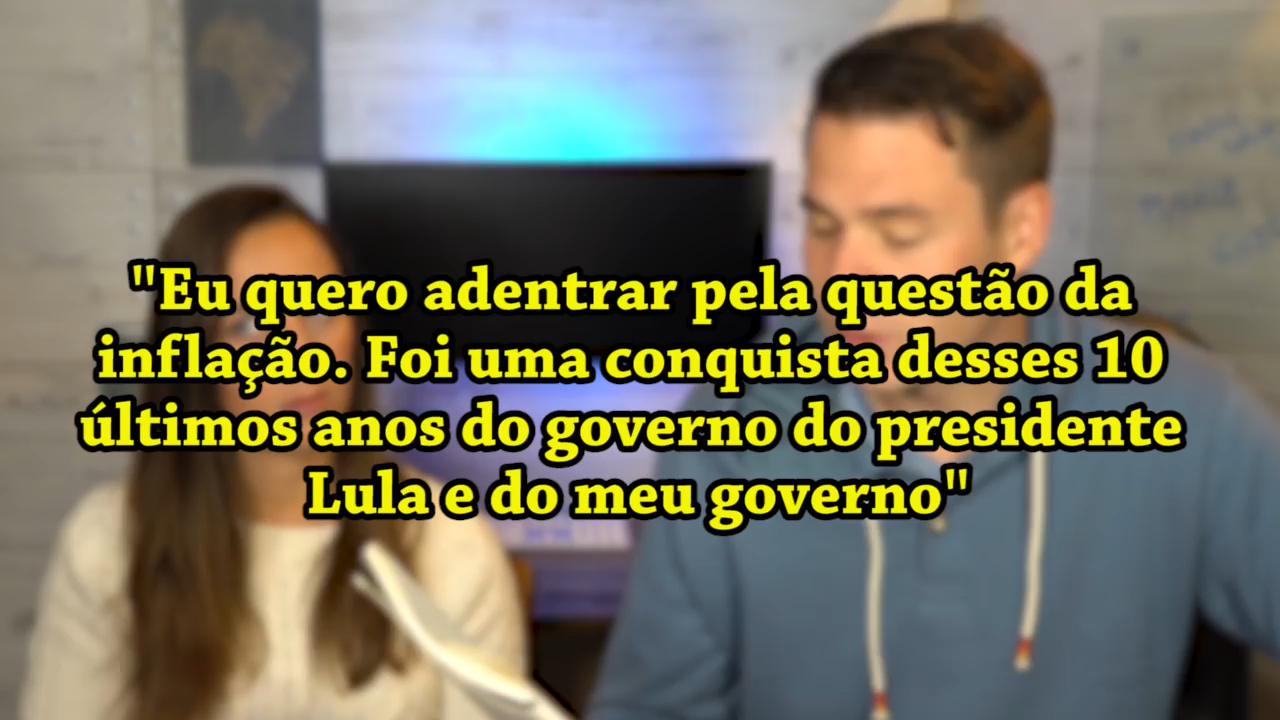 "Eu quero adentrar pela questão da
inflação. Foi uma conquista desses 10
últimos anos do governo do presidente
Lula e do meu governo"